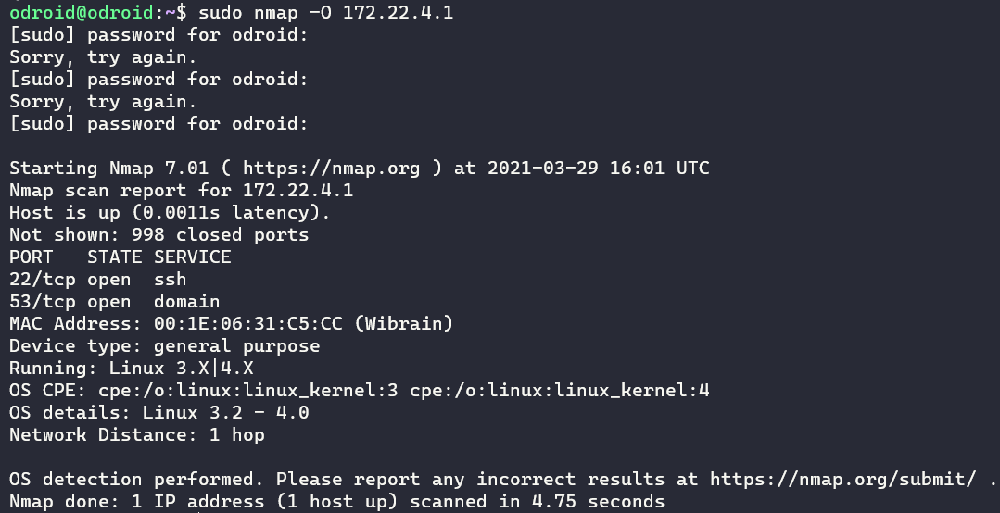 odroid@odroid:~$ sudo nmap -O 172.22.4.1
[sudo] password for odroid:
Sorry, try again.
[sudo] password for odroid:
Sorry, try again.
[sudo] password for odroid:

Starting Nmap 7.01 ( https://nmap.org ) at 2021-03-29 16:01 UTC
Nmap scan report for 172.22.4.1
Host is up (0.0011s latency).
Not shown: 998 closed ports
PORT   STATE SERVICE
22/tcp open  ssh
53/tcp open  domain
MAC Address: 00:1E:06:31:C5:CC (Wibrain)
Device type: general purpose
Running: Linux 3.X|4.X
OS CPE: cpe:/o:linux:linux_kernel:3 cpe:/o:linux:linux_kernel:4
OS details: Linux 3.2 - 4.0
Network Distance: 1 hop

OS detection performed. Please report any incorrect results at https://nmap.org/submit/ .
Nmap done: 1 IP address (1 host up) scanned in 4.75 seconds